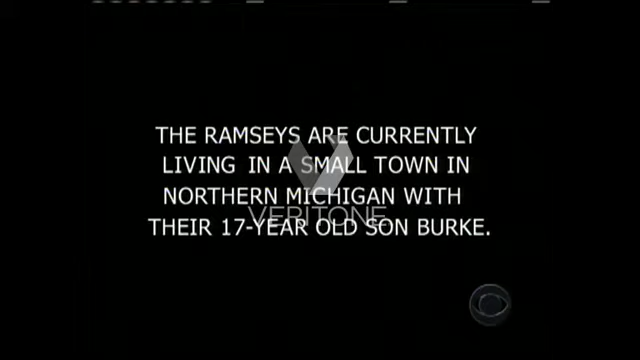 THE RAMSEYS ARE CURRENTLY
LIVING IN A SMALL TOWN IN
NORTHERN MICHIGAN WITH
VERITONE
THEIR 17-YEAR OLD SON BURKE.